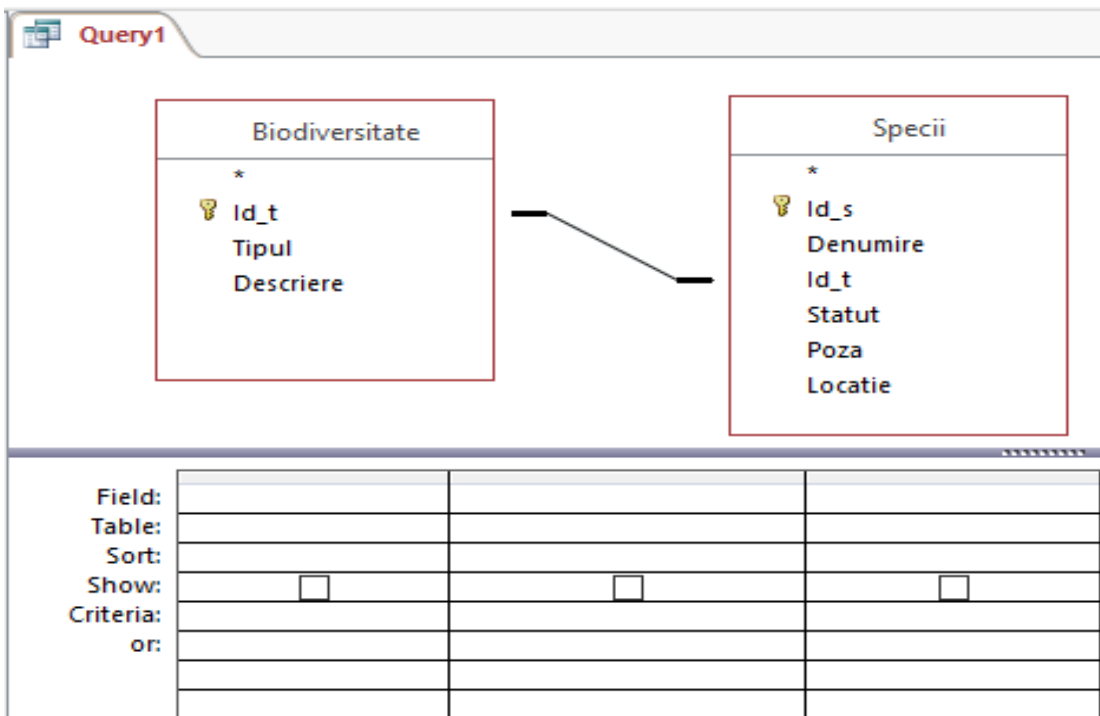 Query1
Biodiversitate
*
Id_t
Tipul
Descriere
Specii
*
Id_s
Denumire
Id_t
Statut
Poza
Locatie
Field:
Table:
Sort:
Show:
Criteria:
or: